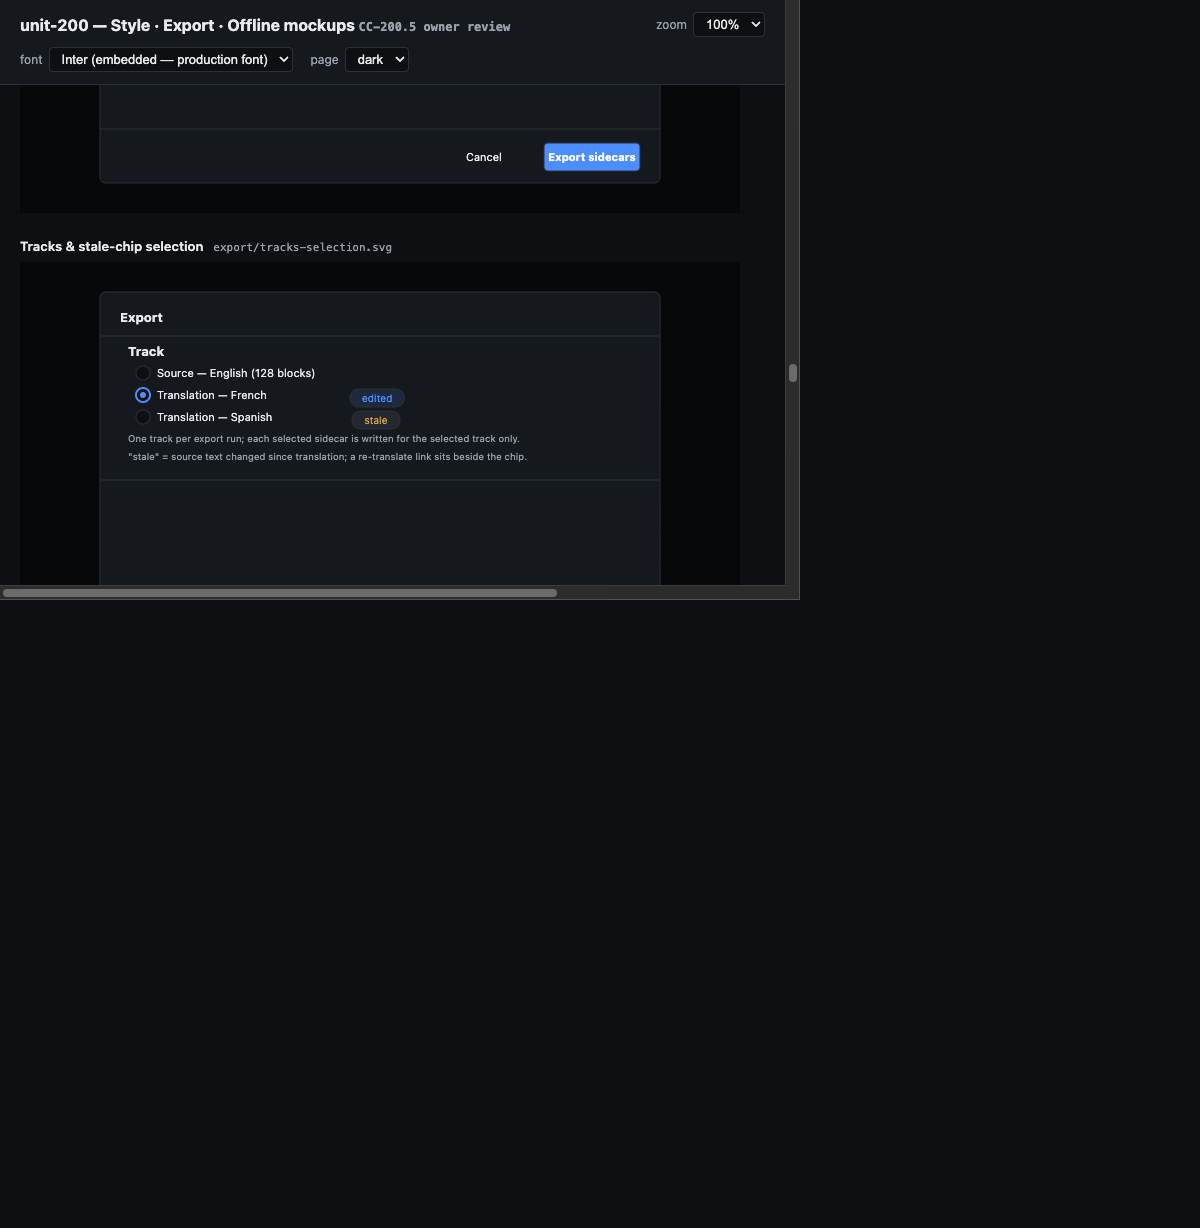 unit-200 — Style · Export · Offline mockups CC-200.5 owner review
zoom 100%
font Inter (embedded — production font) page dark
Cancel Export sidecars
Tracks & stale-chip selection export/tracks-selection.svg
Export
Track
Source — English (128 blocks)
Translation — French edited
Translation — Spanish stale
One track per export run; each selected sidecar is written for the selected track only.
"stale" = source text changed since translation; a re-translate link sits beside the chip.